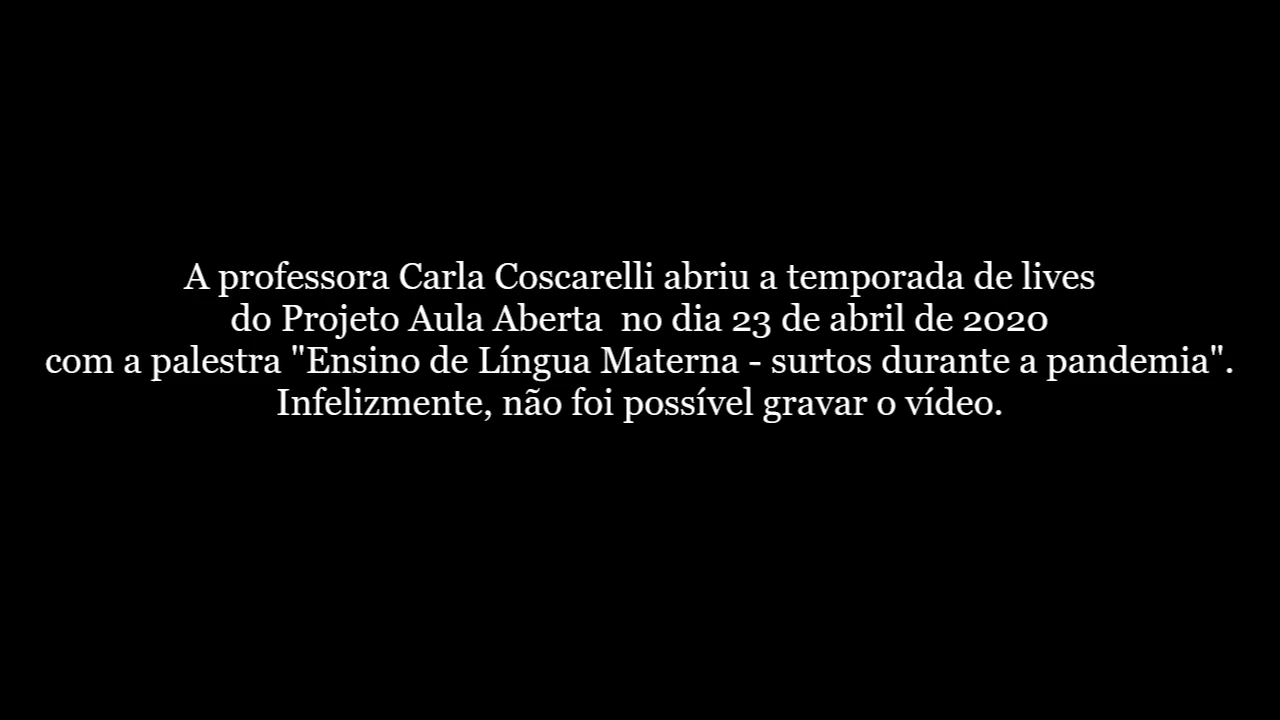 A professora Carla Coscarelli abriu a temporada de lives
do Projeto Aula Aberta  no dia 23 de abril de 2020
com a palestra "Ensino de Língua Materna - surtos durante a pandemia".
Infelizmente, não foi possível gravar o vídeo.